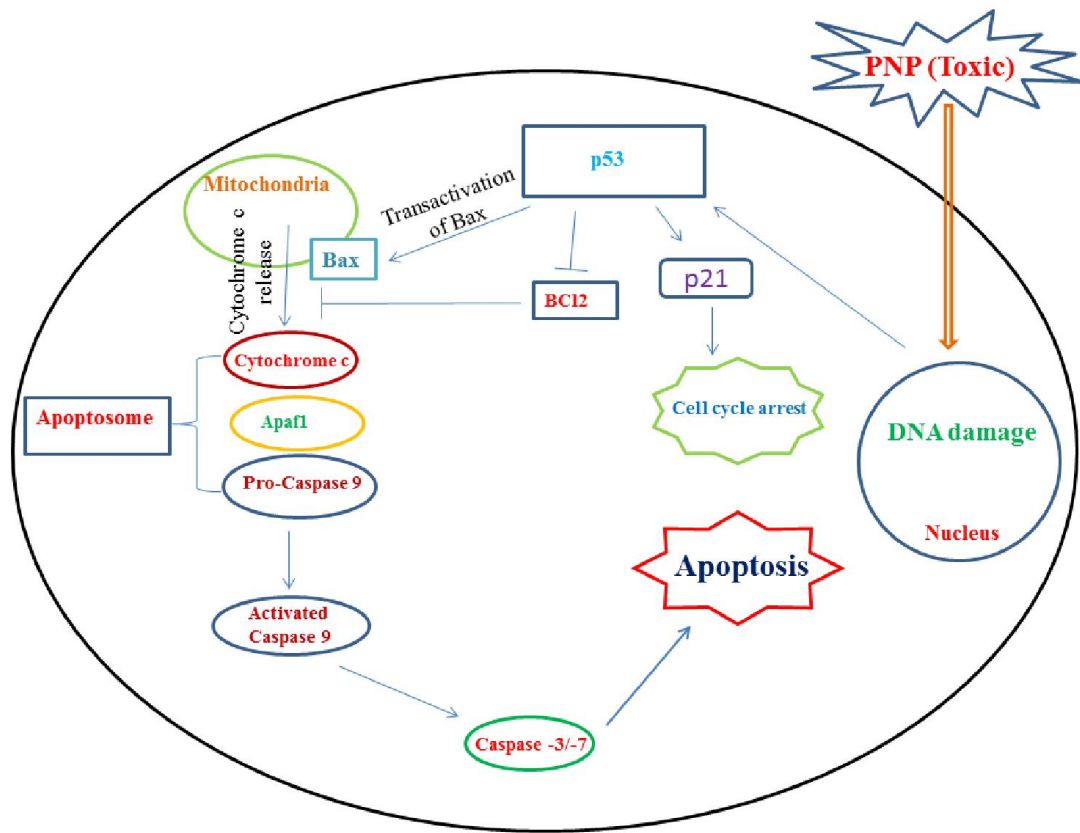 PNP (Toxic)
p53
Mitochondria
Transactivation
of Bax
Cytochrome c
release
Bax
p21
BCl2
Cytochrome c
Cell cycle arrest
Apoptosome
Apaf1
DNA damage
Pro-Caspase 9
Nucleus
Apoptosis
Activated
Caspase 9
Caspase -3/-7